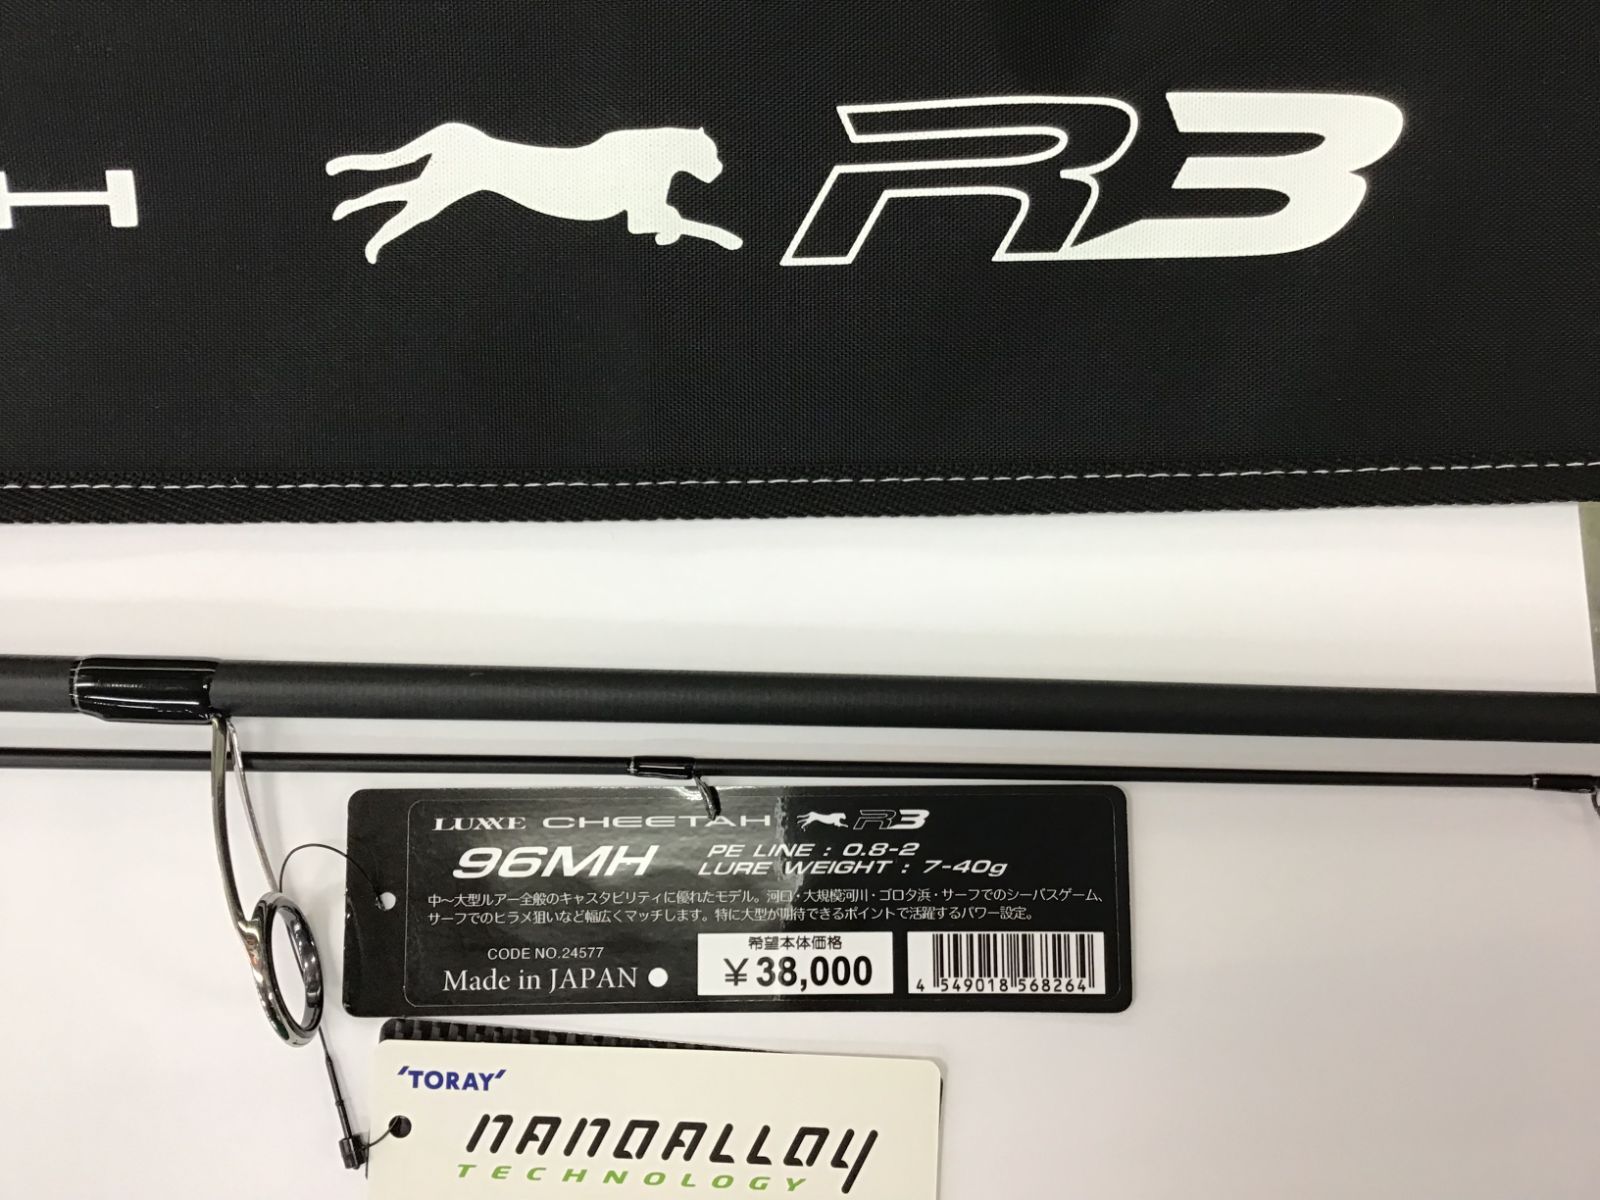 H R3
LUXXE CHEETAH R3
96MH
PE LINE : 0.8-2
LURE WEIGHT : 7-40g
中〜大型ルアー全般のキャスタビリティに優れたモデル。河口・大規模河川・ゴロタ浜・サーフでのシーバスゲーム、
サーフでのヒラメ狙いなど幅広くマッチします。特に大型が期待できるポイントで活躍するパワー設定。
CODE NO.24577
Made in JAPAN
希望本体価格
¥38,000
4 549018 568264
'TORAY'
NANOALLOY
TECHNOLOGY